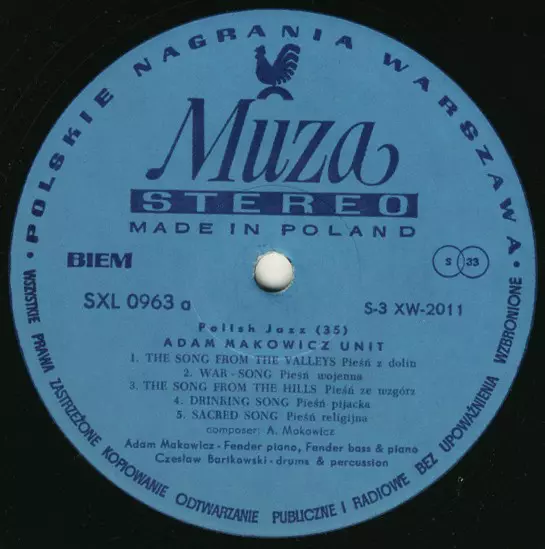 • POLSKIE NAGRANIA WARSZAWA •
Muza
STEREO
MADE IN POLAND
BIEM
S 33
SXL 0963 a
S-3 XW-2011
Polish Jazz (35)
ADAM MAKOWICZ UNIT
1. THE SONG FROM THE VALLEYS Pieśń z dolin
2. WAR - SONG Pieśń wojenna
3. THE SONG FROM THE HILLS Pieśń ze wzgórz
4. DRINKING SONG Pieśń pijacka
5. SACRED SONG Pieśń religijna
composer: A. Makowicz
Adam Makowicz - Fender piano, Fender bass & piano
Czesław Bartkowski - drums & percussion
WSZYSTKIE PRAWA ZASTRZEŻONE KOPIOWANIE ODTWARZANIE PUBLICZNE I RADIOWE BEZ UPOWAŻNIENIA WZBRONIONE